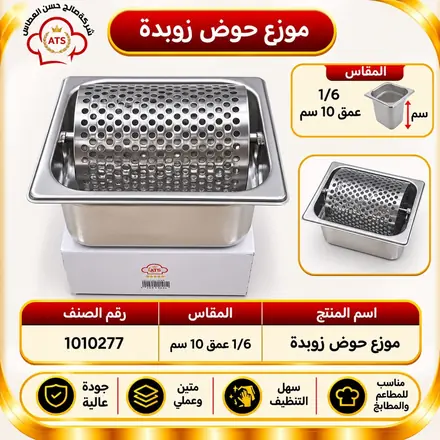 موزع حوض زوبدة
شركة صالح حسن العطاس
ATS
المقاس
1/6
عمق 10 سم
سم
ATS
اسم المنتج
المقاس
رقم الصنف
موزع حوض زوبدة
1/6 عمق 10 سم
1010277
مناسب
للمطاعم
والمطابخ
سهل
التنظيف
متين
وعملي
جودة
عالية